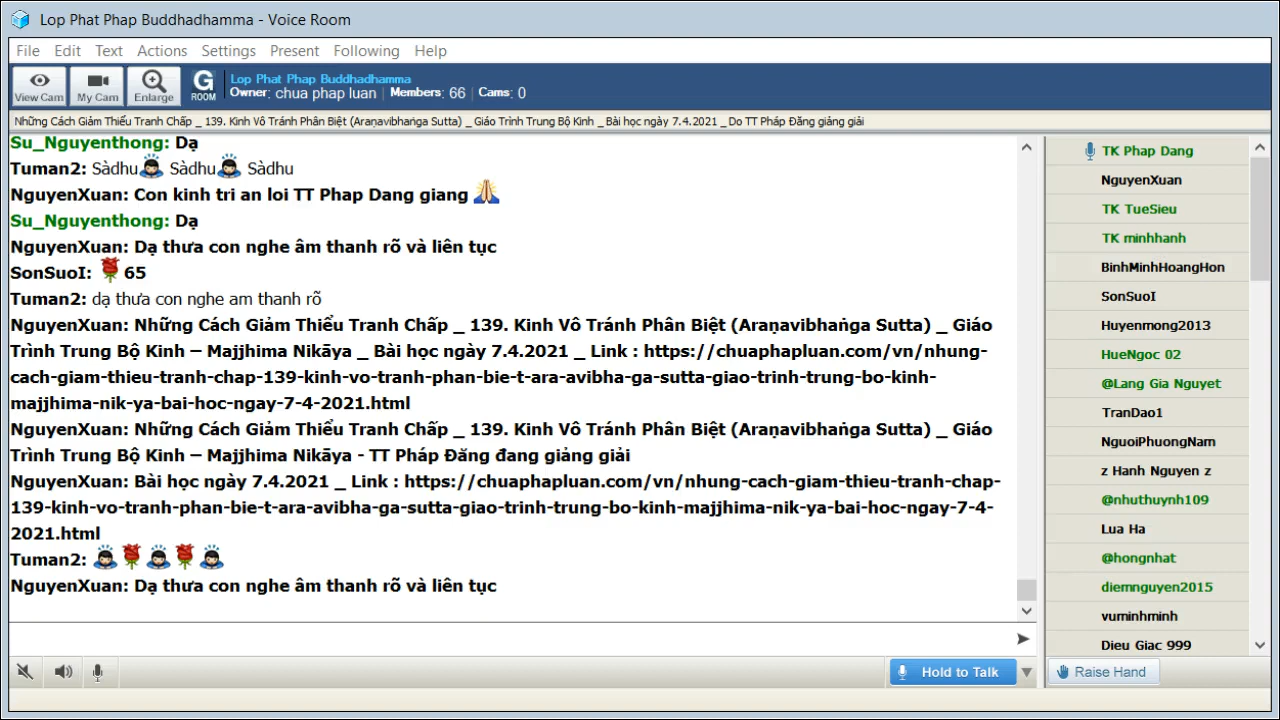 Lop Phat Phap Buddhadhamma - Voice Room
File Edit Text Actions Settings Present Following Help
View Cam
My Cam
Enlarge
G
ROOM
Lop Phat Phap Buddhadhamma
Owner: chua phap luan | Members: 66 | Cams: 0
Những Cách Giảm Thiểu Tranh Chấp _ 139. Kinh Vô Tránh Phân Biệt (Araṇavibhaṅga Sutta) _ Giáo Trình Trung Bộ Kinh _ Bài học ngày 7.4.2021 _ Do TT Pháp Đăng giảng giải
Su_Nguyenthong: Dạ
Tuman2: Sàdhu Sàdhu Sàdhu
NguyenXuan: Con kinh tri an loi TT Phap Dang giang
Su_Nguyenthong: Dạ
NguyenXuan: Dạ thưa con nghe âm thanh rõ và liên tục
SonSuoI: 65
Tuman2: dạ thưa con nghe am thanh rõ
NguyenXuan: Những Cách Giảm Thiểu Tranh Chấp _ 139. Kinh Vô Tránh Phân Biệt (Araṇavibhaṅga Sutta) _ Giáo
Trình Trung Bộ Kinh – Majjhima Nikāya _ Bài học ngày 7.4.2021 _ Link : https://chuaphapluan.com/vn/nhung-
cach-giam-thieu-tranh-chap-139-kinh-vo-tranh-phan-bie-t-ara-avibha-ga-sutta-giao-trinh-trung-bo-kinh-
majjhima-nik-ya-bai-hoc-ngay-7-4-2021.html
NguyenXuan: Những Cách Giảm Thiểu Tranh Chấp _ 139. Kinh Vô Tránh Phân Biệt (Araṇavibhaṅga Sutta) _ Giáo
Trình Trung Bộ Kinh – Majjhima Nikāya - TT Pháp Đăng đang giảng giải
NguyenXuan: Bài học ngày 7.4.2021 _ Link : https://chuaphapluan.com/vn/nhung-cach-giam-thieu-tranh-chap-
139-kinh-vo-tranh-phan-bie-t-ara-avibha-ga-sutta-giao-trinh-trung-bo-kinh-majjhima-nik-ya-bai-hoc-ngay-7-4-
2021.html
Tuman2:
NguyenXuan: Dạ thưa con nghe âm thanh rõ và liên tục
TK Phap Dang
NguyenXuan
TK TueSieu
TK minhhanh
BinhMinhHoangHon
SonSuoI
Huyenmong2013
HueNgoc 02
@Lang Gia Nguyet
TranDao1
NguoiPhuongNam
z Hanh Nguyen z
@nhuthuynh109
Lua Ha
@hongnhat
diemnguyen2015
vuminhminh
Dieu Giac 999
Hold to Talk
Raise Hand